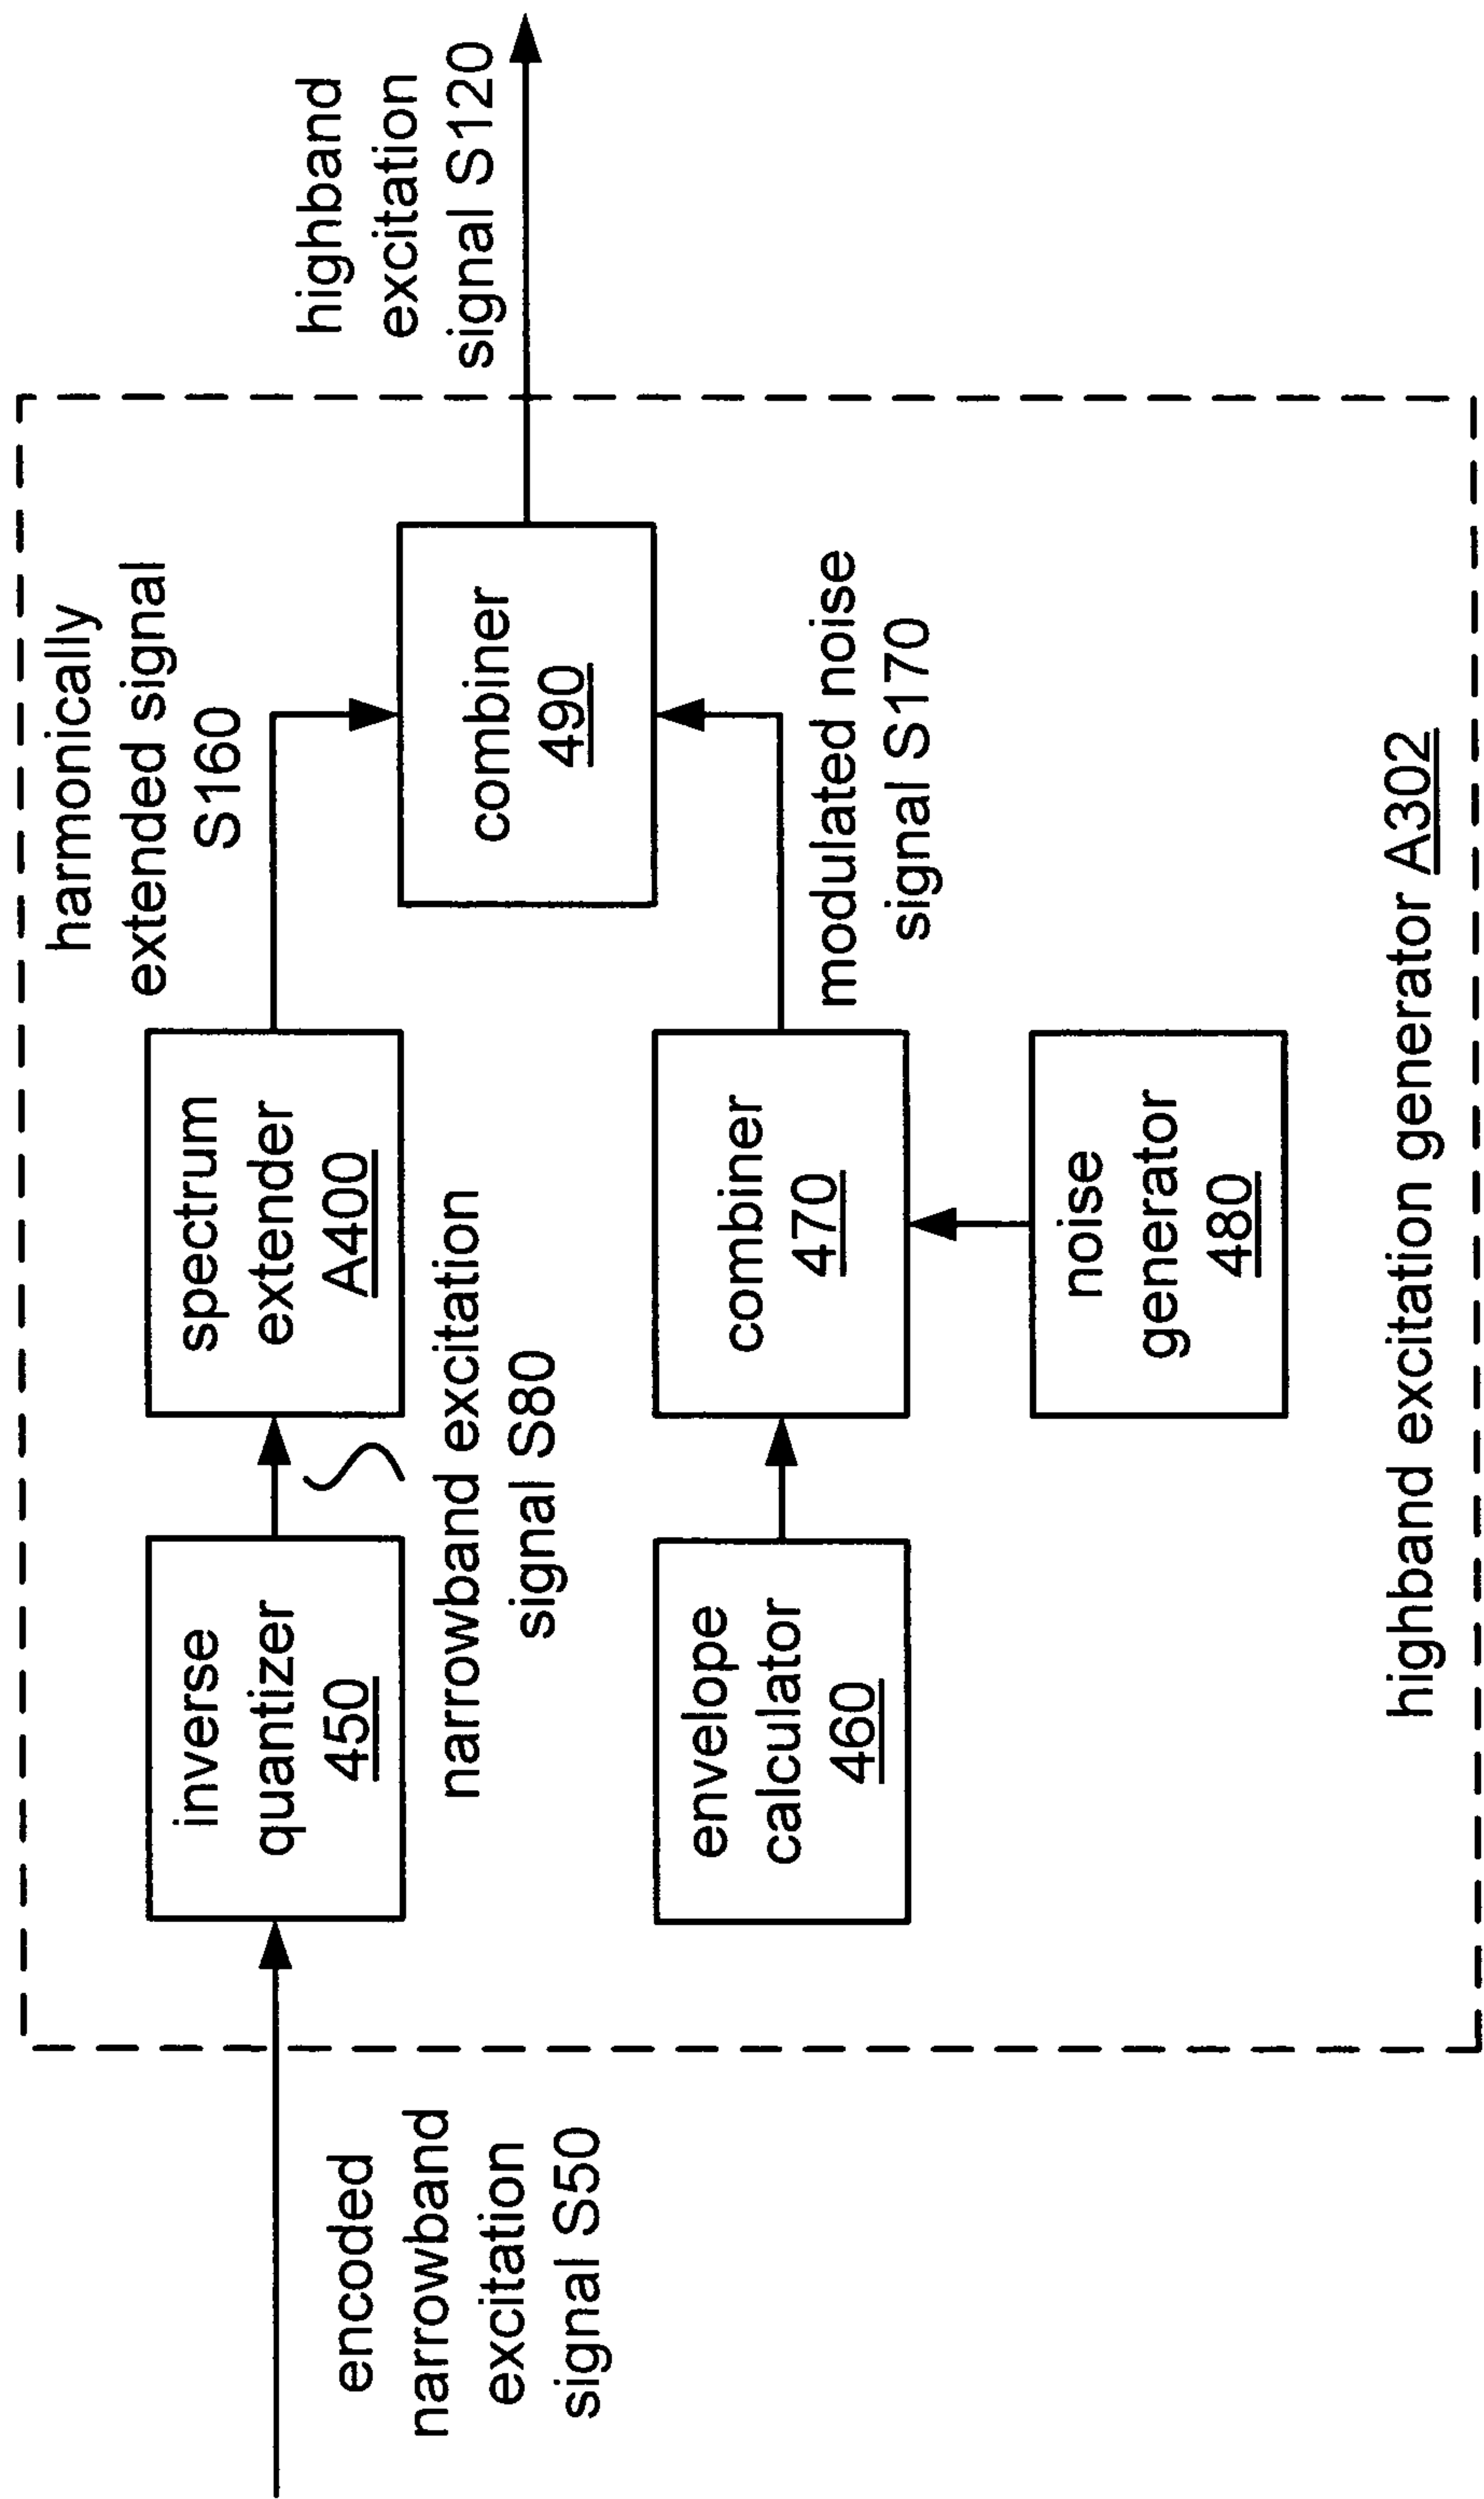 encoded
narrowband
excitation
signal S50
inverse
quantizer
450
narrowband excitation
signal S80
spectrum
extender
A400
harmonically
extended signal
S160
envelope
calculator
460
combiner
470
noise
generator
480
modulated noise
signal S170
combiner
490
highband
excitation
signal S120
highband excitation generator A302